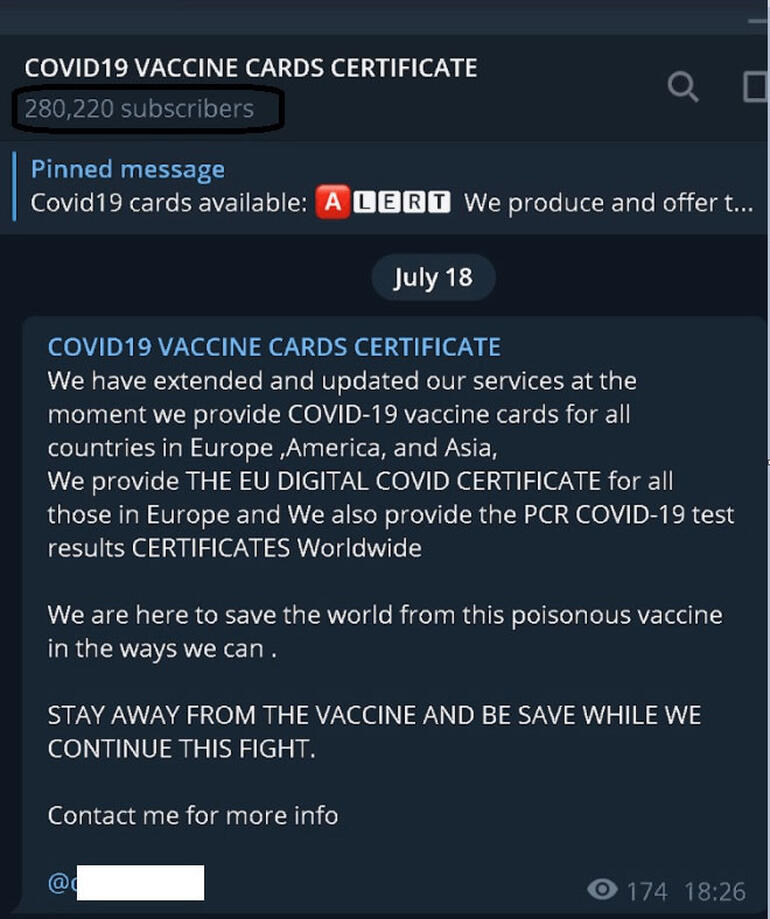 COVID19 VACCINE CARDS CERTIFICATE
280,220 subscribers
Pinned message
Covid19 cards available: 🅰🅻🅴🆁🆃 We produce and offer t...
July 18
COVID19 VACCINE CARDS CERTIFICATE
We have extended and updated our services at the
moment we provide COVID-19 vaccine cards for all
countries in Europe ,America, and Asia,
We provide THE EU DIGITAL COVID CERTIFICATE for all
those in Europe and We also provide the PCR COVID-19 test
results CERTIFICATES Worldwide
We are here to save the world from this poisonous vaccine
in the ways we can .
STAY AWAY FROM THE VACCINE AND BE SAVE WHILE WE
CONTINUE THIS FIGHT.
Contact me for more info
@
174 18:26